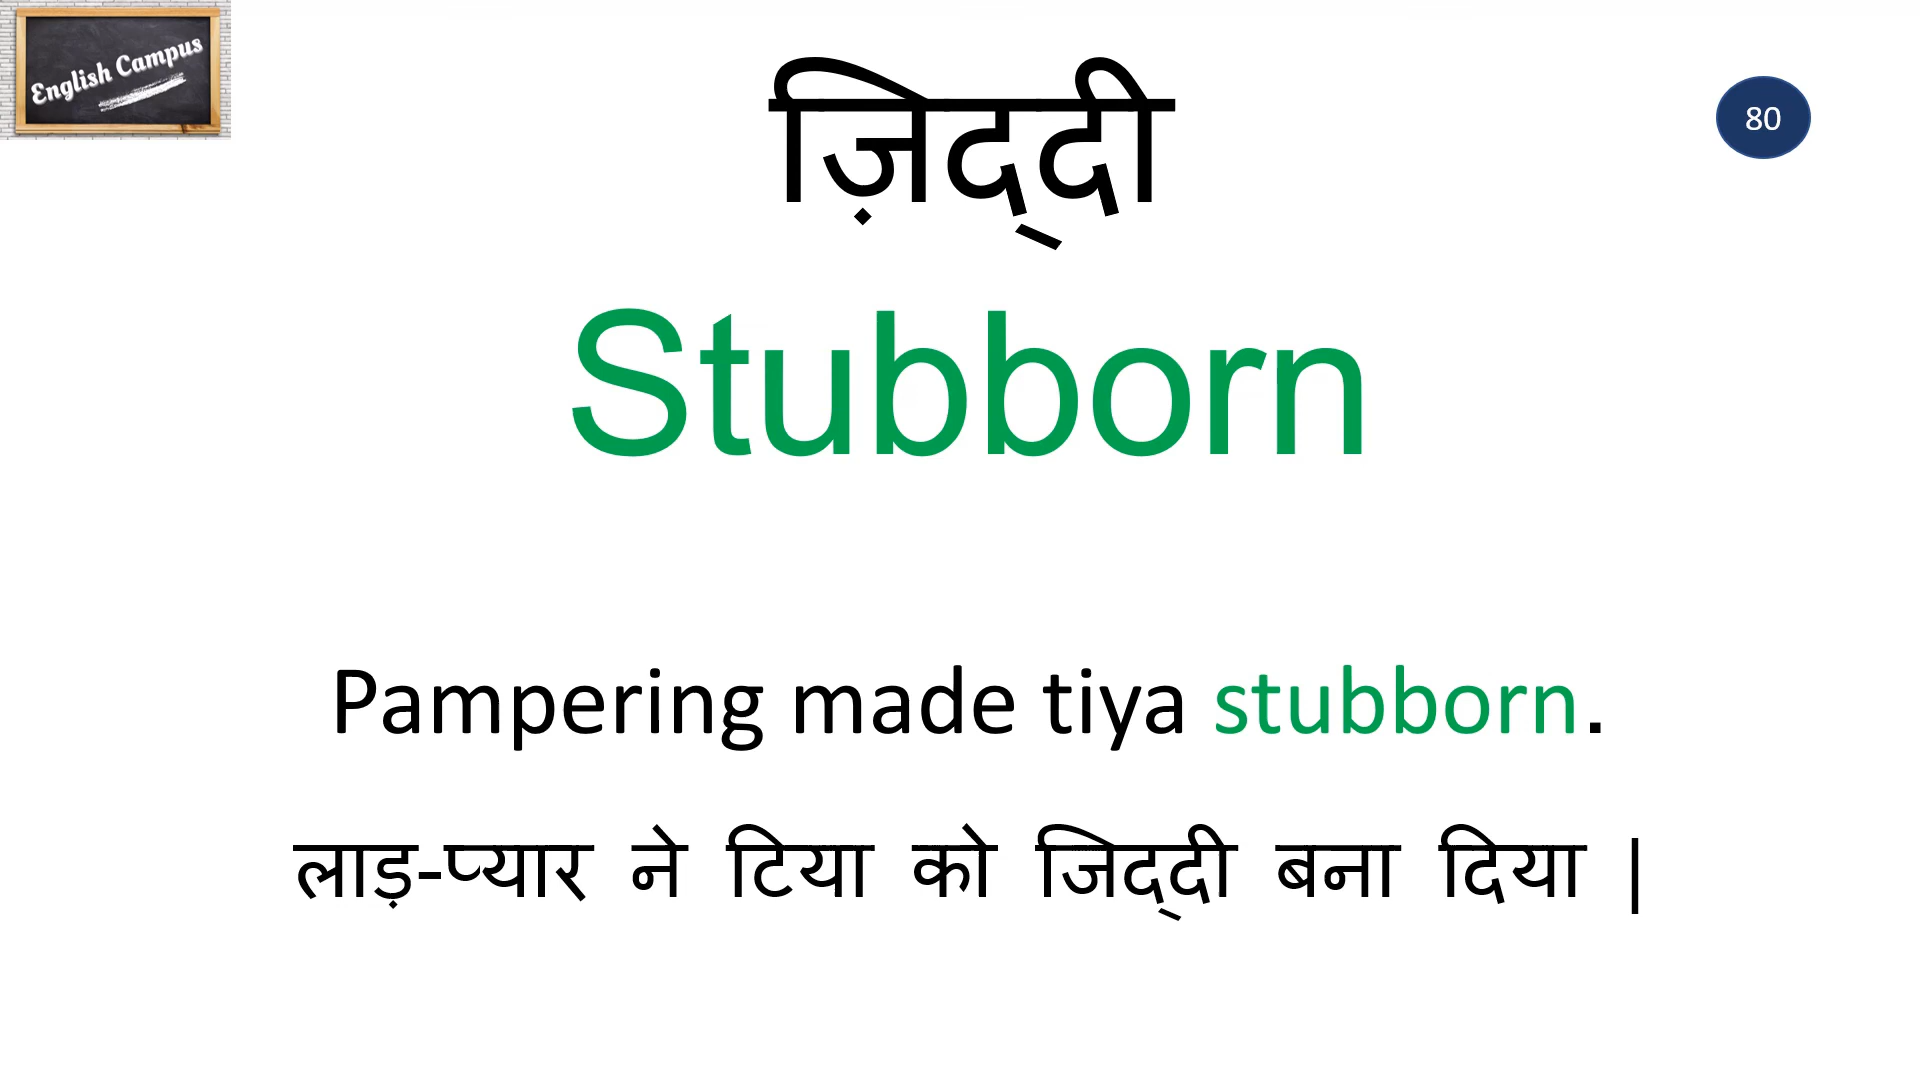 English Campus
ज़िद्दी
80
Stubborn
Pampering made tiya stubborn.
लाड़-प्यार ने टिया को जिद्दी बना दिया |